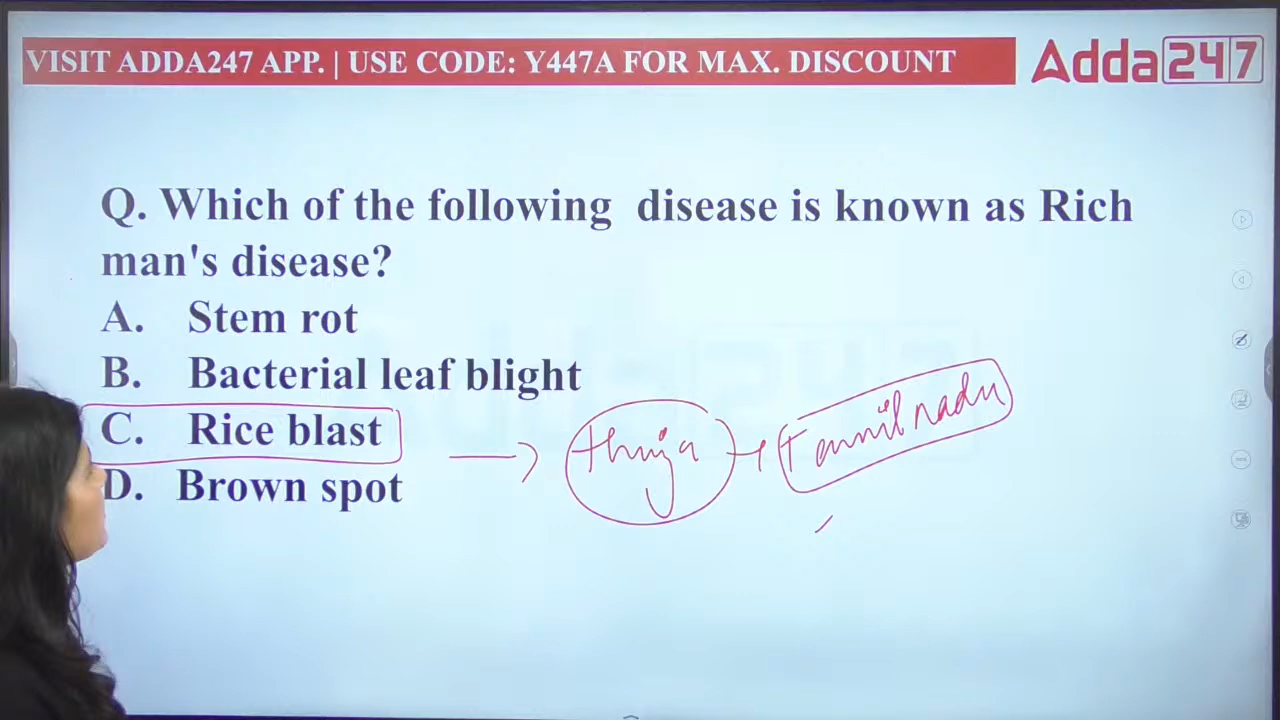 VISIT ADDA247 APP. | USE CODE: Y447A FOR MAX. DISCOUNT
Adda247
Q. Which of the following disease is known as Rich
man's disease?
A. Stem rot
B. Bacterial leaf blight
C. Rice blast
D. Brown spot
Tamil nadu